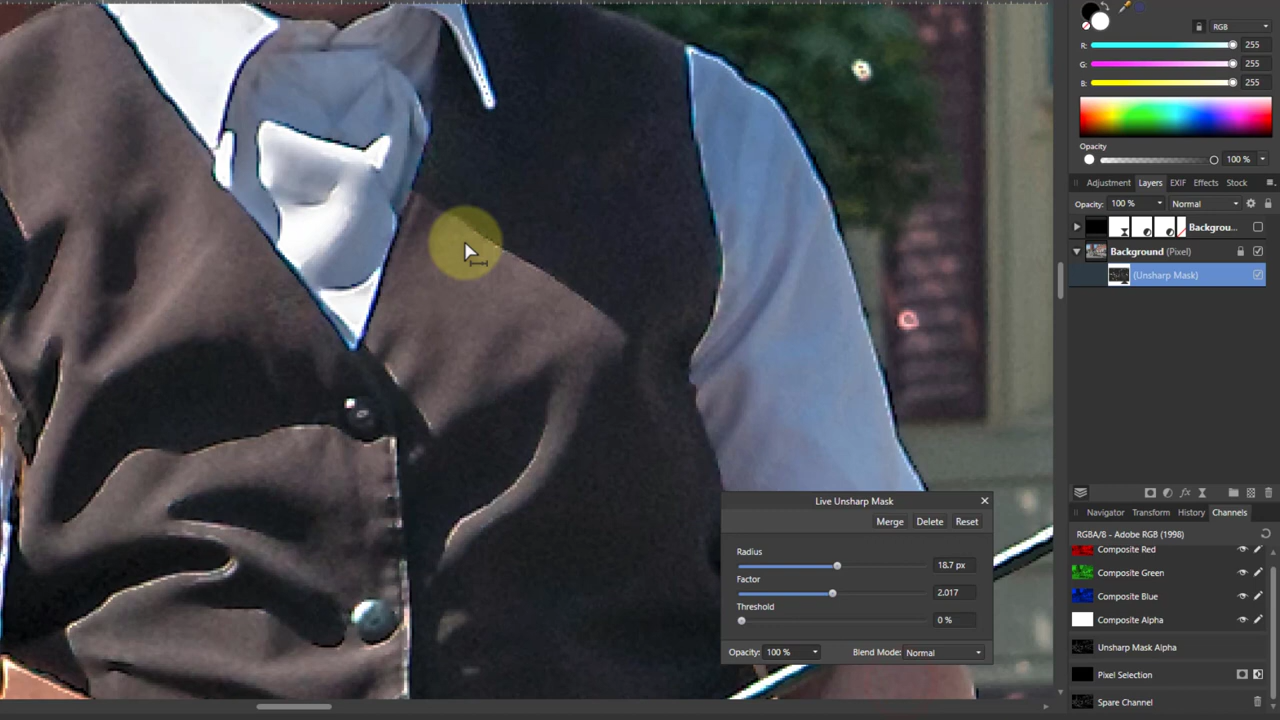 RGB
R: 255
G: 255
B: 255
Opacity
100 %
Adjustment Layers EXIF Effects Stock
Opacity: 100 % Normal
Backgrou...
Background (Pixel)
(Unsharp Mask)
Live Unsharp Mask
Merge Delete Reset
Radius
18.7 px
Factor
2.017
Threshold
0 %
Opacity: 100 % Blend Mode: Normal
Navigator Transform History Channels
RGBA/8 - Adobe RGB (1998)
Composite Red
Composite Green
Composite Blue
Composite Alpha
Unsharp Mask Alpha
Pixel Selection
Spare Channel